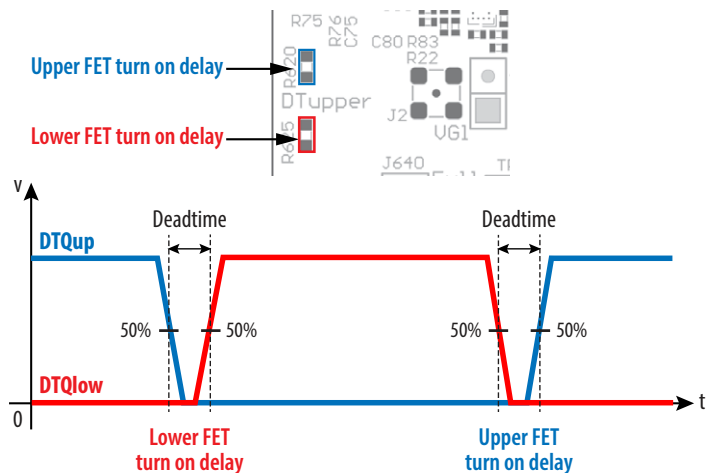 R75
R76
C75
C80 R83
R22
Upper FET turn on delay
R620
DTupper
Lower FET turn on delay
R625
J2
VG1
J640
v
Deadtime
Deadtime
DTQup
50%
50%
50%
50%
DTQlow
0
t
Lower FET
turn on delay
Upper FET
turn on delay